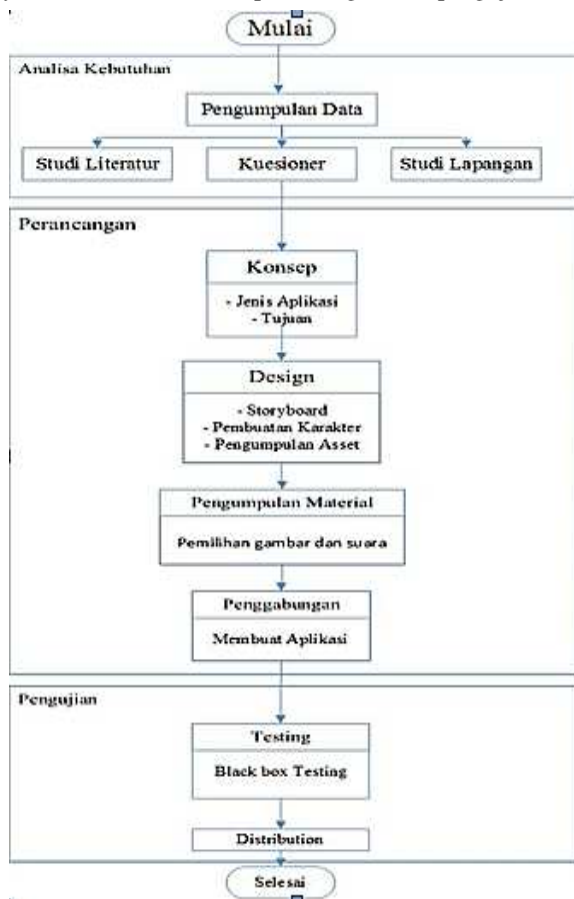 Mulai
Analisa Kebutuhan
Pengumpulan Data
Studi Literatur
Kuesioner
Studi Lapangan
Perancangan
Konsep
- Jenis Aplikasi
- Tujuan
Design
- Storyboard
- Pembuatan Karakter
- Pengumpulan Asset
Pengumpulan Material
Pemilihan gambar dan suara
Penggabungan
Membuat Aplikasi
Pengujian
Testing
Black box Testing
Distribution
Selesai